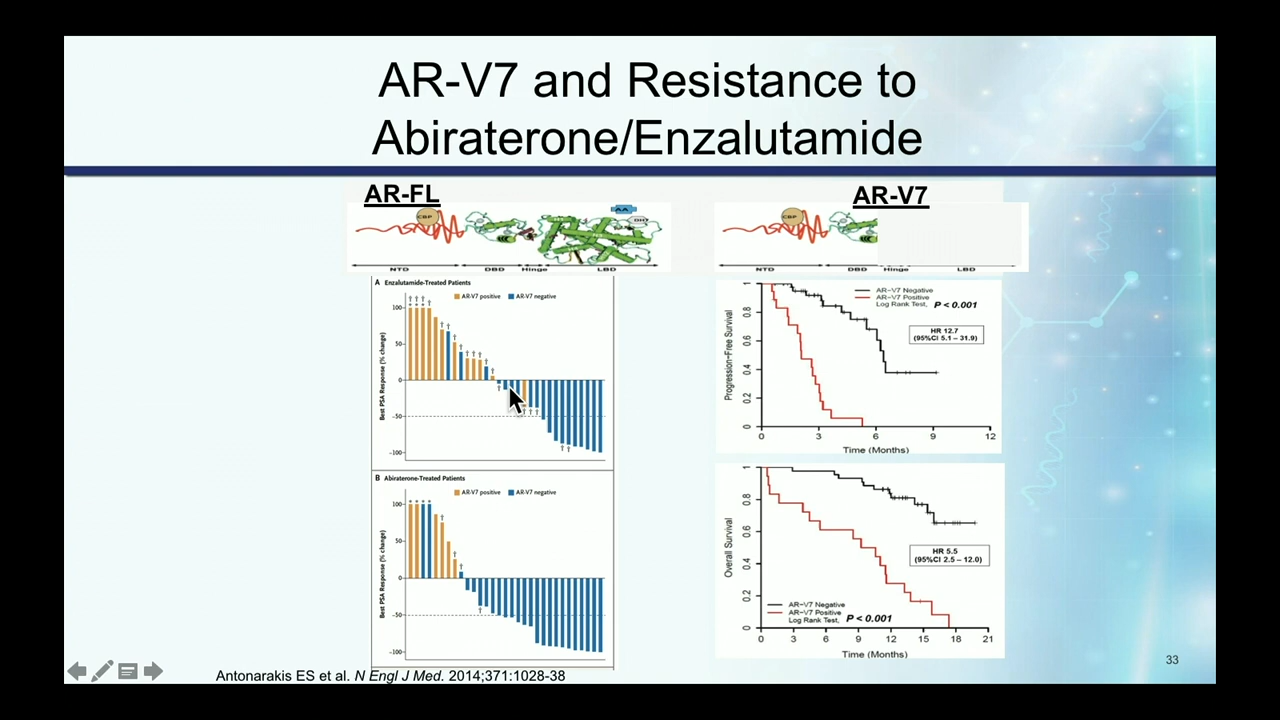 AR-V7 and Resistance to
Abiraterone/Enzalutamide
AR-FL
AR-V7
CBP
AA
DHT
NTD DBD Hinge LBD
CBP
NTD DBD Hinge LBD
A Enzalutamide-Treated Patients
AR-V7 positive AR-V7 negative
Best PSA Response (% change)
100
50
0
-50
-100
B Abiraterone-Treated Patients
AR-V7 positive AR-V7 negative
Best PSA Response (% change)
100
50
0
-50
-100
AR-V7 Negative
AR-V7 Positive
Log Rank Test, P < 0.001
HR 12.7
(95%CI 5.1 – 31.9)
Progression-Free Survival
1
0.8
0.6
0.4
0.2
0
0 3 6 9 12
Time (Months)
HR 5.5
(95%CI 2.5 – 12.0)
Overall Survival
1
0.8
0.6
0.4
0.2
0
AR-V7 Negative
AR-V7 Positive
Log Rank Test, P < 0.001
0 3 6 9 12 15 18 21
Time (Months)
33
Antonarakis ES et al. N Engl J Med. 2014;371:1028-38